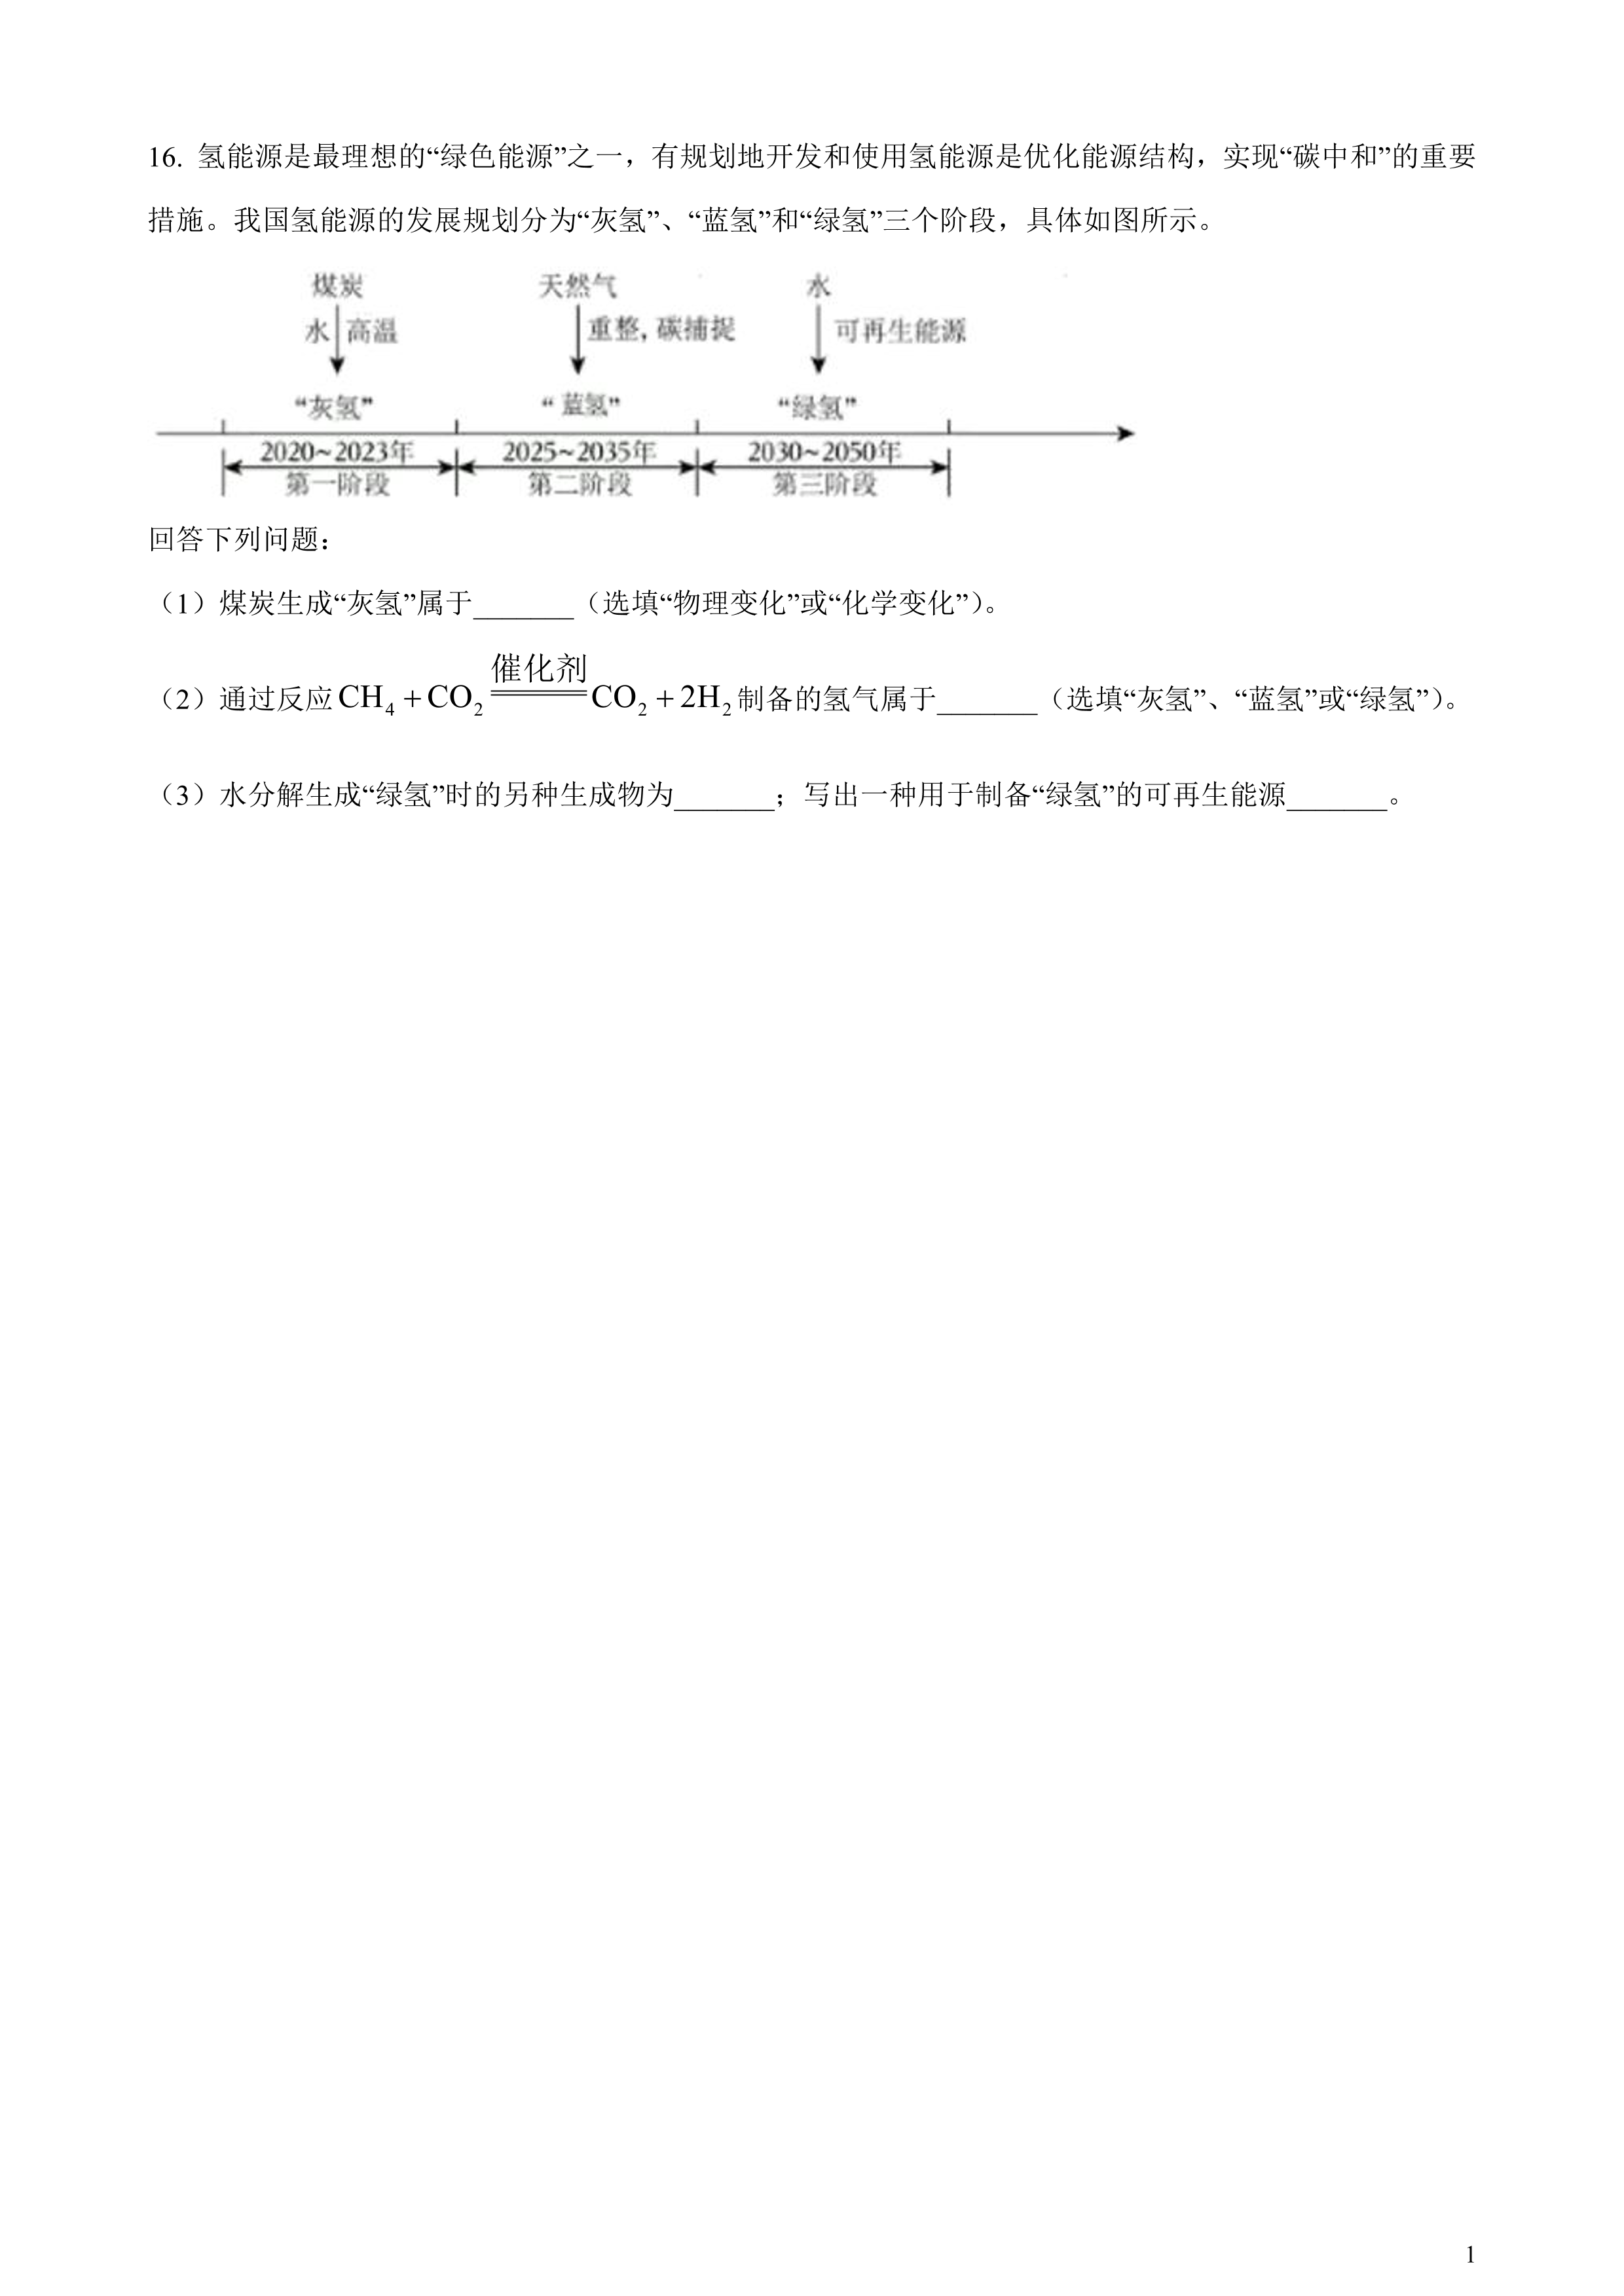 16. 氢能源是最理想的“绿色能源”之一，有规划地开发和使用氢能源是优化能源结构，实现“碳中和”的重要
措施。我国氢能源的发展规划分为“灰氢”、“蓝氢”和“绿氢”三个阶段，具体如图所示。
煤炭 天然气 水
水 高温 重整，碳捕捉 可再生能源
“灰氢” “蓝氢” “绿氢”
2020~2023年 2025~2035年 2030~2050年
第一阶段 第二阶段 第三阶段
回答下列问题：
（1）煤炭生成“灰氢”属于_______（选填“物理变化”或“化学变化”）。
催化剂
（2）通过反应CH₄+CO₂═══CO₂+2H₂制备的氢气属于_______（选填“灰氢”、“蓝氢”或“绿氢”）。
（3）水分解生成“绿氢”时的另种生成物为_______；写出一种用于制备“绿氢”的可再生能源_______。
1